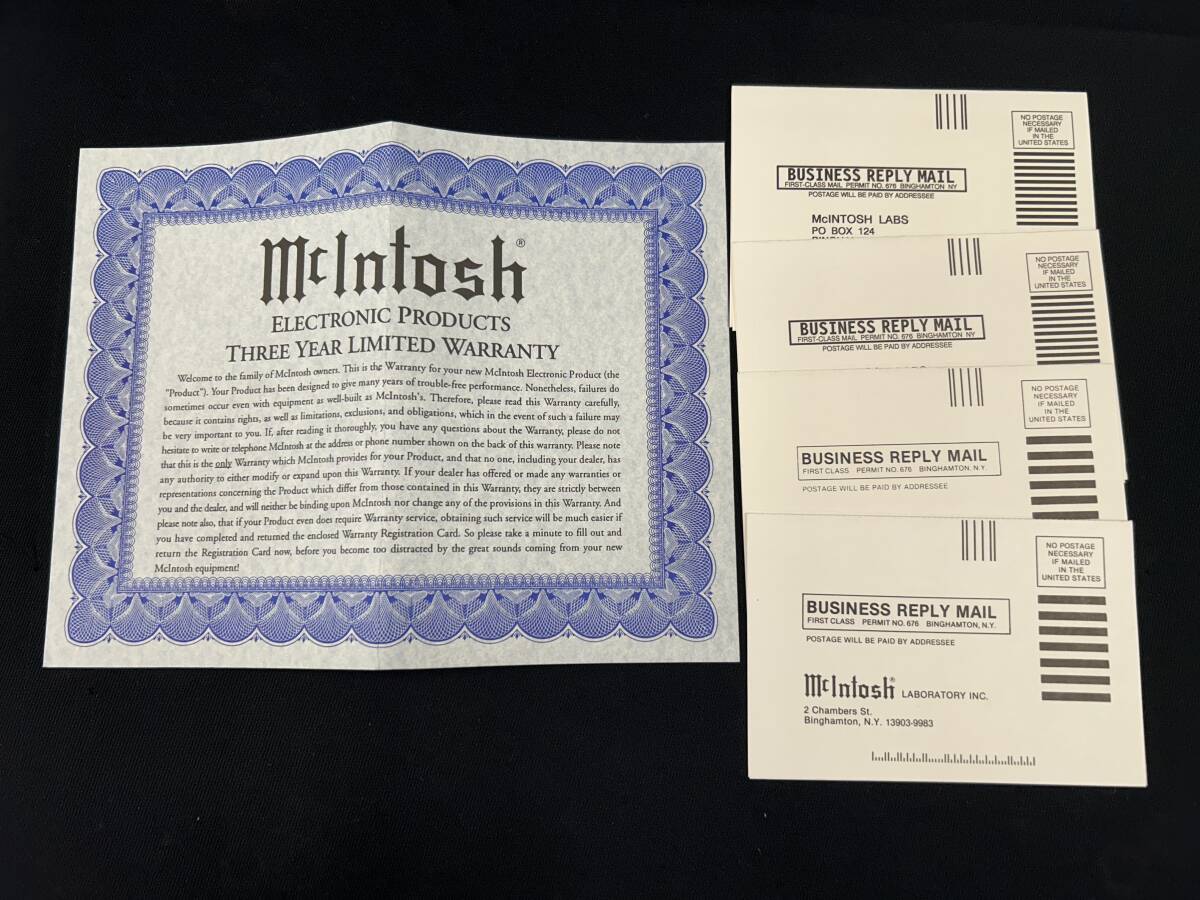 McIntosh®
ELECTRONIC PRODUCTS
THREE YEAR LIMITED WARRANTY
Welcome to the family of McIntosh owners. This is the Warranty for your new McIntosh Electronic Product (the
"Product"). Your Product has been designed to give many years of trouble-free performance. Nonetheless, failures do
sometimes occur even with equipment as well-built as McIntosh's. Therefore, please read this Warranty carefully,
because it contains rights, as well as limitations, exclusions, and obligations, which in the event of such a failure may
be very important to you. If, after reading it thoroughly, you have any questions about the Warranty, please do not
hesitate to write or telephone McIntosh at the address or phone number shown on the back of this warranty. Please note
that this is the only Warranty which McIntosh provides for your Product, and that no one, including your dealer, has
any authority to either modify or expand upon this Warranty. If your dealer has offered or made any warranties or
representations concerning the Product which differ from those contained in this Warranty, they are strictly between
you and the dealer, and will neither be binding upon McIntosh nor change any of the provisions in this Warranty. And
please note also, that if your Product even does require Warranty service, obtaining such service will be much easier if
you have completed and returned the enclosed Warranty Registration Card. So please take a minute to fill out and
return the Registration Card now, before you become too distracted by the great sounds coming from your new
McIntosh equipment!
NO POSTAGE
NECESSARY
IF MAILED
IN THE
UNITED STATES
BUSINESS REPLY MAIL
FIRST-CLASS MAIL PERMIT NO. 676 BINGHAMTON NY
POSTAGE WILL BE PAID BY ADDRESSEE
McINTOSH LABS
PO BOX 124
NO POSTAGE
NECESSARY
IF MAILED
IN THE
UNITED STATES
BUSINESS REPLY MAIL
FIRST-CLASS MAIL PERMIT NO. 676 BINGHAMTON NY
POSTAGE WILL BE PAID BY ADDRESSEE
NO POSTAGE
NECESSARY
IF MAILED
IN THE
UNITED STATES
BUSINESS REPLY MAIL
FIRST CLASS PERMIT NO. 676 BINGHAMTON, N.Y.
POSTAGE WILL BE PAID BY ADDRESSEE
NO POSTAGE
NECESSARY
IF MAILED
IN THE
UNITED STATES
BUSINESS REPLY MAIL
FIRST CLASS PERMIT NO. 676 BINGHAMTON, N.Y.
POSTAGE WILL BE PAID BY ADDRESSEE
McIntosh® LABORATORY INC.
2 Chambers St.
Binghamton, N.Y. 13903-9983